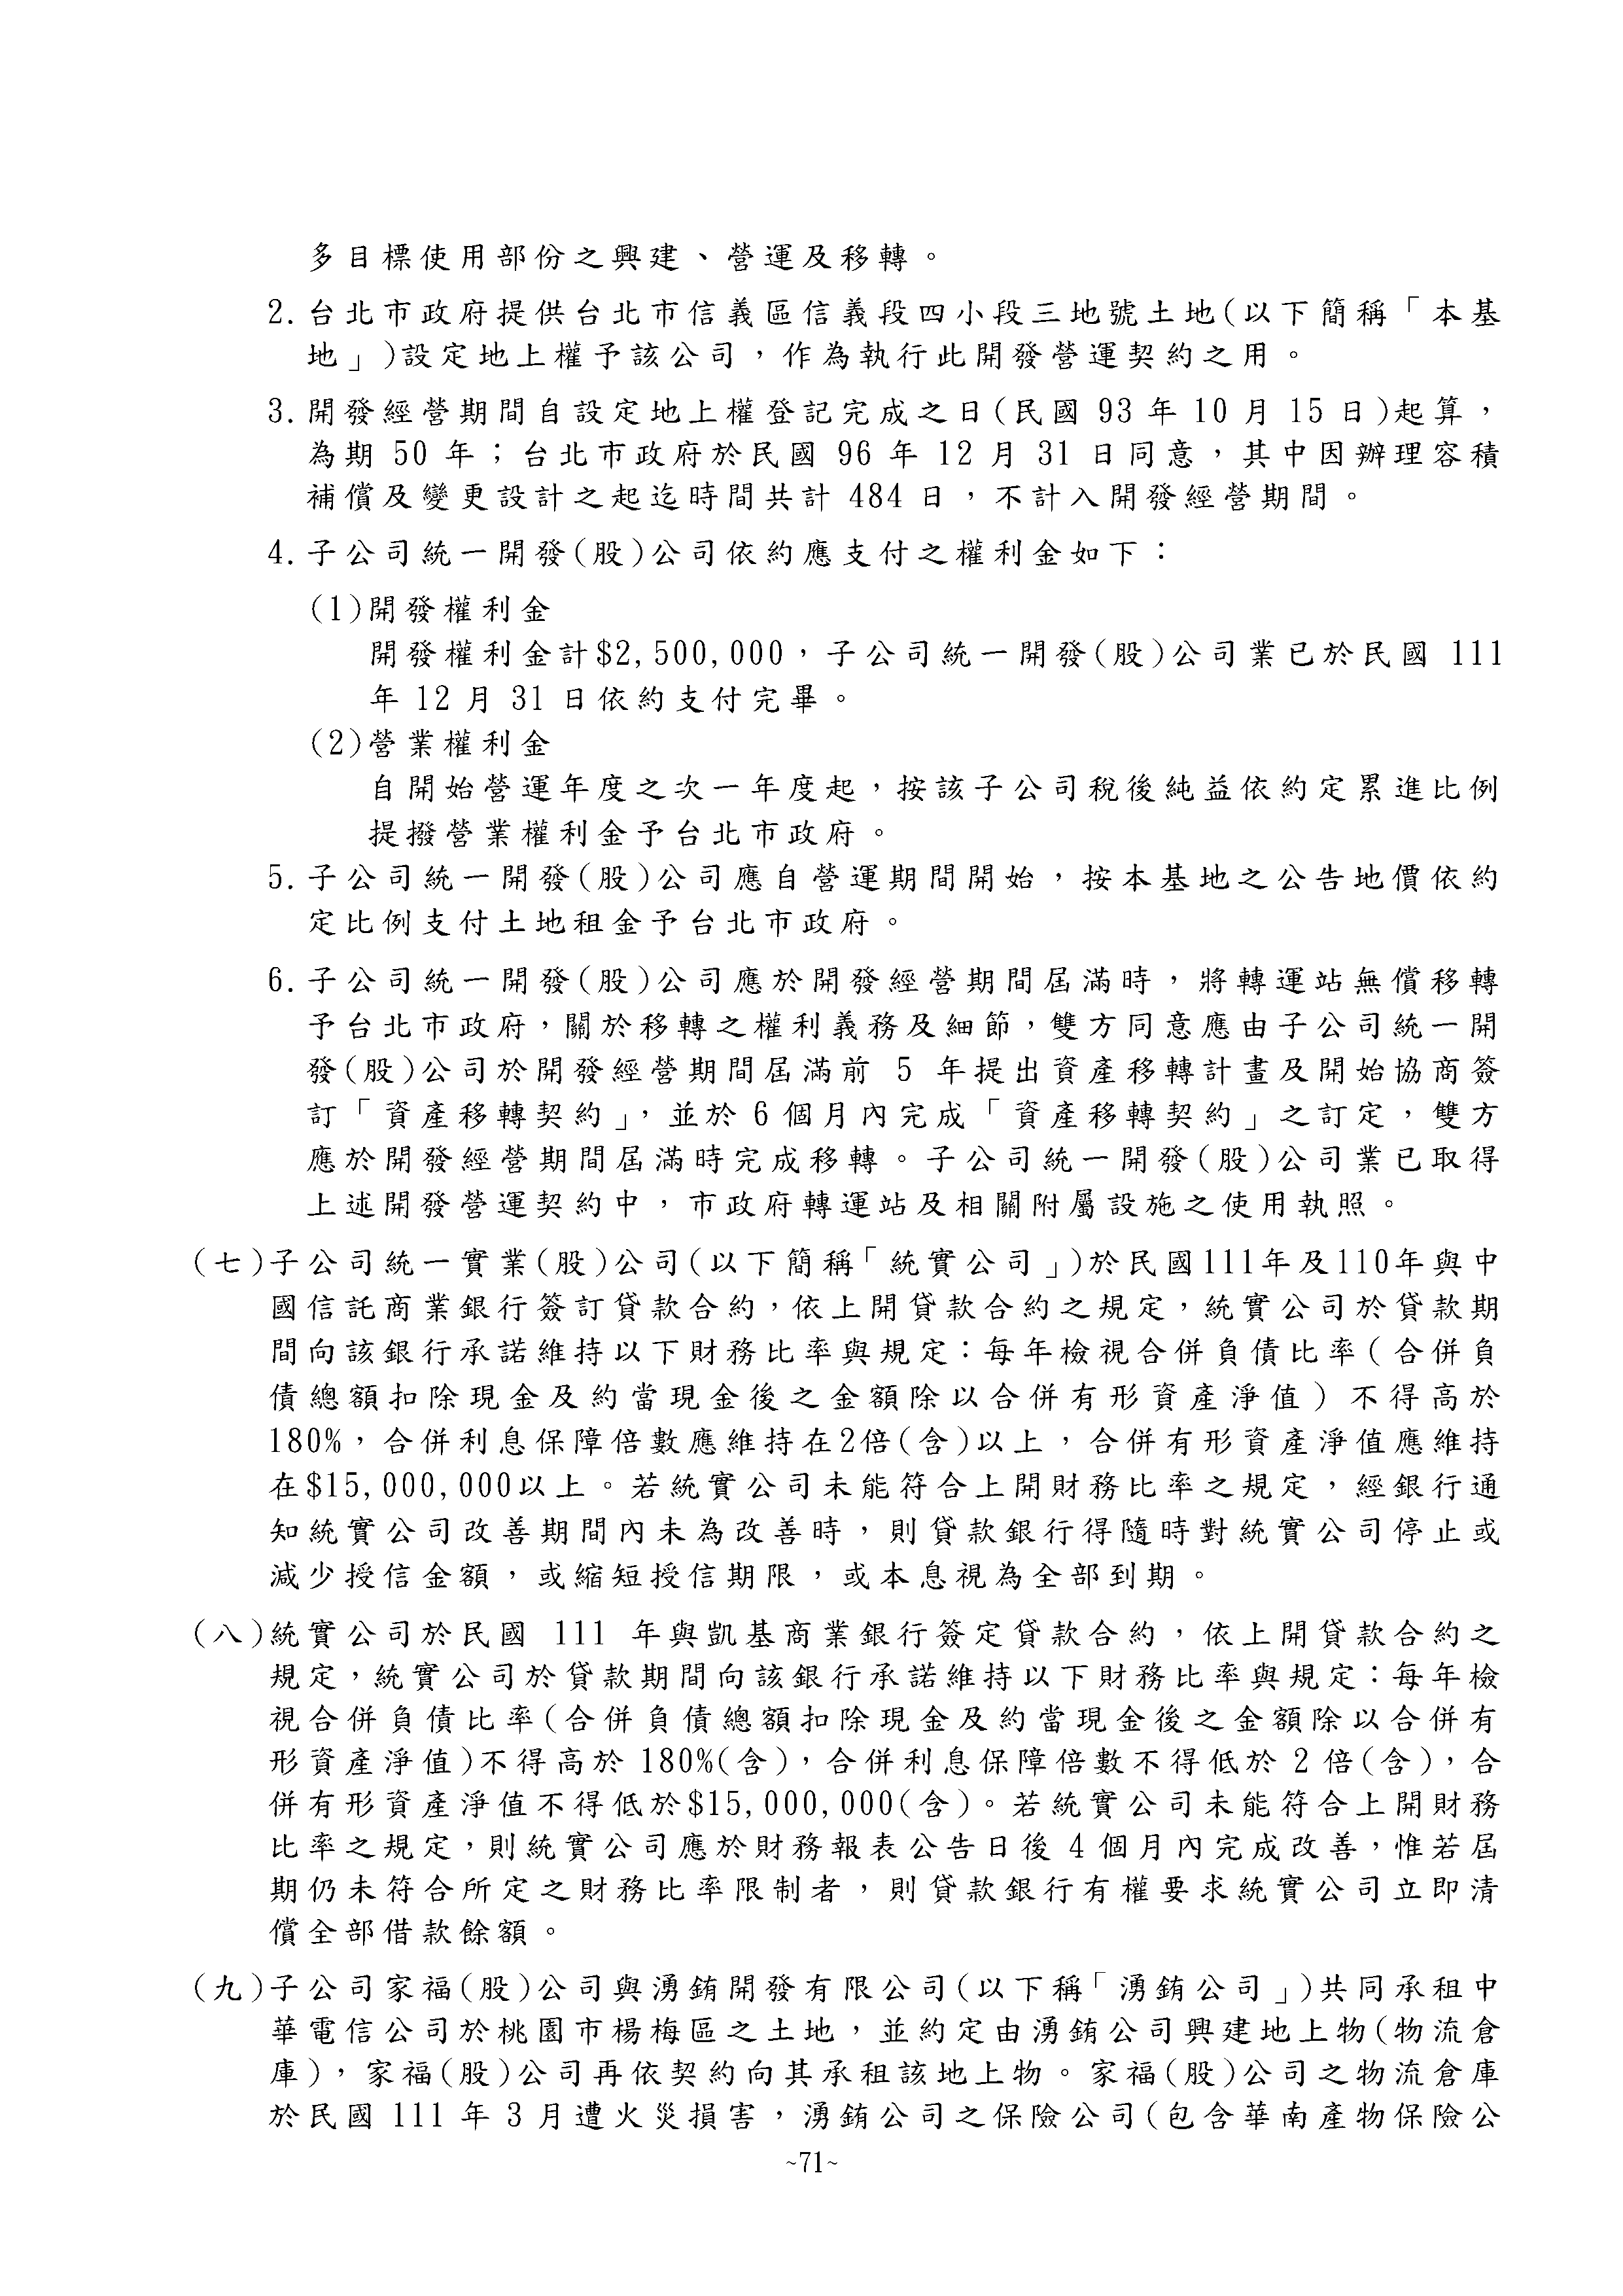 多目標使用部份之興建、營運及移轉。
2.台北市政府提供台北市信義區信義段四小段三地號土地(以下簡稱「本基
地」)設定地上權予該公司，作為執行此開發營運契約之用。
3.開發經營期間自設定地上權登記完成之日(民國 93 年 10 月 15 日)起算，
為期 50 年；台北市政府於民國 96 年 12 月 31 日同意，其中因辦理容積
補償及變更設計之起迄時間共計 484 日，不計入開發經營期間。
4.子公司統一開發(股)公司依約應支付之權利金如下：
(1)開發權利金
開發權利金計$2,500,000，子公司統一開發(股)公司業已於民國 111
年 12 月 31 日依約支付完畢。
(2)營業權利金
自開始營運年度之次一年度起，按該子公司稅後純益依約定累進比例
提撥營業權利金予台北市政府。
5.子公司統一開發(股)公司應自營運期間開始，按本基地之公告地價依約
定比例支付土地租金予台北市政府。
6.子公司統一開發(股)公司應於開發經營期間屆滿時，將轉運站無償移轉
予台北市政府，關於移轉之權利義務及細節，雙方同意應由子公司統一開
發(股)公司於開發經營期間屆滿前 5 年提出資產移轉計畫及開始協商簽
訂「資產移轉契約」，並於 6 個月內完成「資產移轉契約」之訂定，雙方
應於開發經營期間屆滿時完成移轉。子公司統一開發(股)公司業已取得
上述開發營運契約中，市政府轉運站及相關附屬設施之使用執照。
(七)子公司統一實業(股)公司(以下簡稱「統實公司」)於民國111年及110年與中
國信託商業銀行簽訂貸款合約，依上開貸款合約之規定，統實公司於貸款期
間向該銀行承諾維持以下財務比率與規定：每年檢視合併負債比率(合併負
債總額扣除現金及約當現金後之金額除以合併有形資產淨值)不得高於
180%，合併利息保障倍數應維持在2倍(含)以上，合併有形資產淨值應維持
在$15,000,000以上。若統實公司未能符合上開財務比率之規定，經銀行通
知統實公司改善期間內未為改善時，則貸款銀行得隨時對統實公司停止或
減少授信金額，或縮短授信期限，或本息視為全部到期。
(八)統實公司於民國 111 年與凱基商業銀行簽定貸款合約，依上開貸款合約之
規定，統實公司於貸款期間向該銀行承諾維持以下財務比率與規定：每年檢
視合併負債比率(合併負債總額扣除現金及約當現金後之金額除以合併有
形資產淨值)不得高於 180%(含)，合併利息保障倍數不得低於 2 倍(含)，合
併有形資產淨值不得低於$15,000,000(含)。若統實公司未能符合上開財務
比率之規定，則統實公司應於財務報表公告日後 4 個月內完成改善，惟若屆
期仍未符合所定之財務比率限制者，則貸款銀行有權要求統實公司立即清
償全部借款餘額。
(九)子公司家福(股)公司與湧銪開發有限公司(以下稱「湧銪公司」)共同承租中
華電信公司於桃園市楊梅區之土地，並約定由湧銪公司興建地上物(物流倉
庫)，家福(股)公司再依契約向其承租該地上物。家福(股)公司之物流倉庫
於民國 111 年 3 月遭火災損害，湧銪公司之保險公司(包含華南產物保險公
~71~